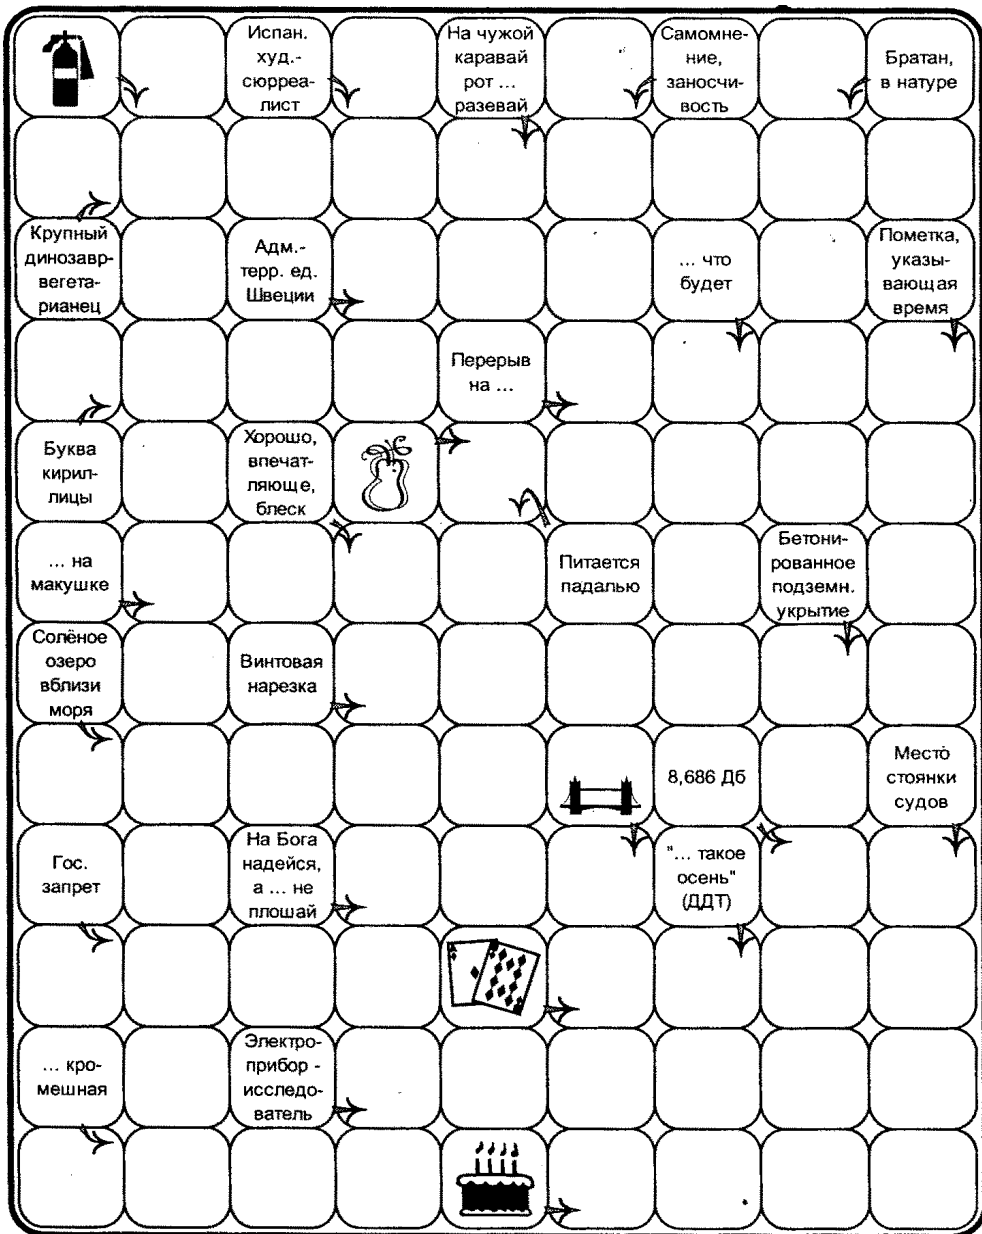 Испан.
худ.-
сюрреа-
лист
На чужой
каравай
рот ...
разевай
Самомне-
ние,
заносчи-
вость
Братан,
в натуре
Крупный
динозавр-
вегета-
рианец
Адм.-
терр. ед.
Швеции
... что
будет
Пометка,
указы-
вающая
время
Перерыв
на ...
Буква
кирил-
лицы
Хорошо,
впечат-
ляюще,
блеск
... на
макушке
Питается
падалью
Бетони-
рованное
подземн.
укрытие
Солёное
озеро
вблизи
моря
Винтовая
нарезка
8,686 Дб
Место
стоянки
судов
Гос.
запрет
На Бога
надейся,
а ... не
плошай
"... такое
осень"
(ДДТ)
... кро-
мешная
Электро-
прибор -
исследо-
ватель